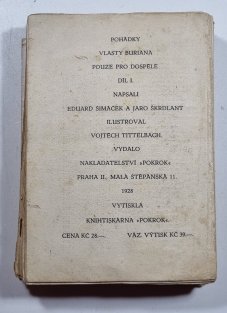 POHÁDKY
VLASTY BURIANA
POUZE PRO DOSPĚLÉ
DÍL I.
NAPSALI
EDUARD ŠIMÁČEK A JARO ŠKRDLANT
ILUSTROVAL
VOJTĚCH TITTELBACH.
VYDALO
NAKLADATELSTVÍ »POKROK«
PRAHA II., MALÁ ŠTĚPÁNSKÁ 11.
1928
VYTISKLA
KNIHTISKÁRNA »POKROK«.
CENA KČ 28.—. VÁZ. VÝTISK KČ 39.—.